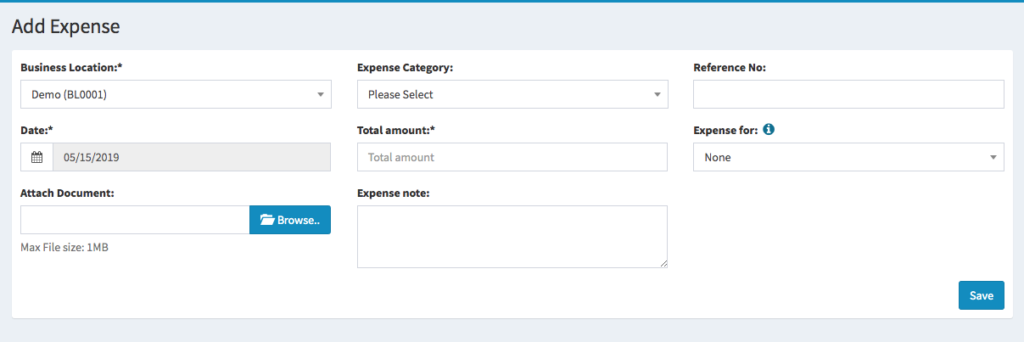 Add Expense
Business Location:* Expense Category: Reference No:
Demo (BL0001) Please Select
Date:* Total amount:* Expense for:
05/15/2019 Total amount None
Attach Document: Expense note:
Browse..
Max File size: 1MB
Save